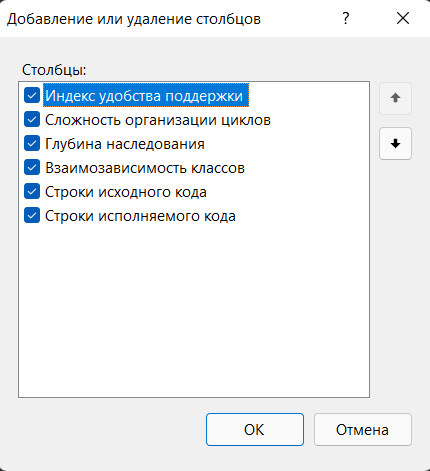 Добавление или удаление столбцов
?
Столбцы:
Индекс удобства поддержки
Сложность организации циклов
Глубина наследования
Взаимозависимость классов
Строки исходного кода
Строки исполняемого кода
ОК
Отмена